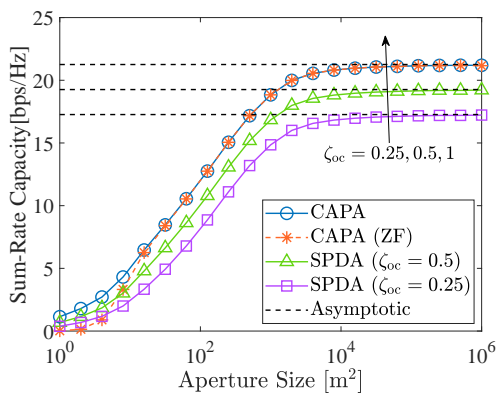 Sum-Rate Capacity[bps/Hz]
25
20
15
10
5
0
ζ_oc = 0.25, 0.5, 1
CAPA
CAPA (ZF)
SPDA (ζ_oc = 0.5)
SPDA (ζ_oc = 0.25)
Asymptotic
10^0 10^2 10^4 10^6
Aperture Size [m^2]